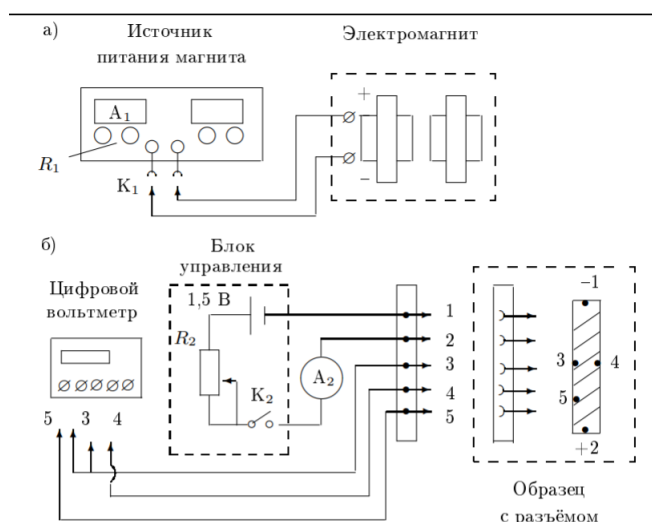 а)
Источник
питания магнита
Электромагнит
A₁
R₁
K₁
+
−
б)
Блок
управления
Цифровой
вольтметр
1,5 В
R₂
K₂
A₂
5 3 4
1
2
3
4
5
−1
3 4
5
+2
Образец
с разъёмом